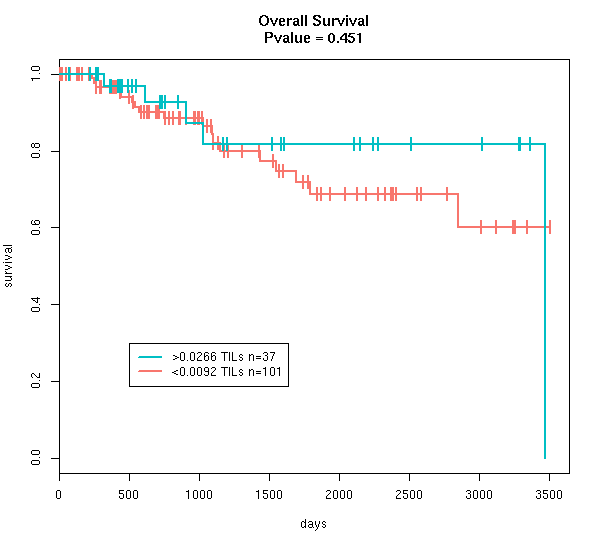 Overall Survival
Pvalue = 0.451
survival
1.0
0.8
0.6
0.4
0.2
0.0
>0.0266 TILs n=37
<0.0092 TILs n=101
0 500 1000 1500 2000 2500 3000 3500
days